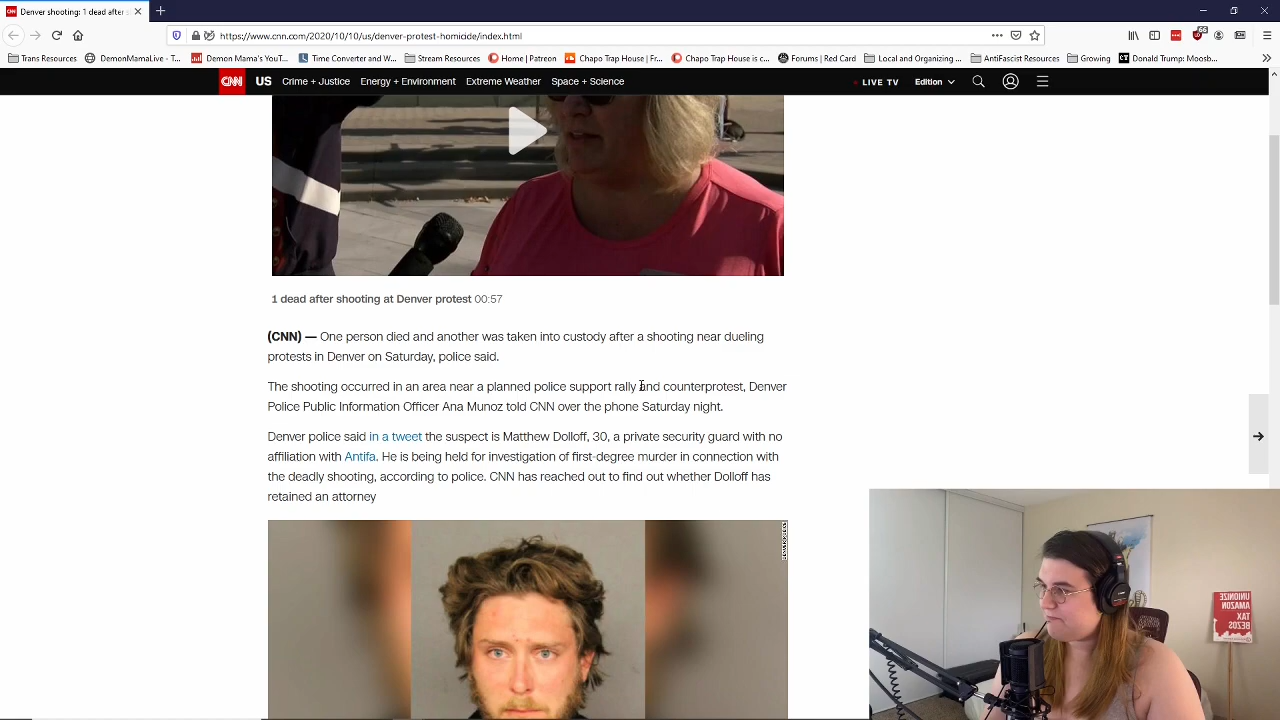 Denver shooting: 1 dead after s
https://www.cnn.com/2020/10/10/us/denver-protest-homicide/index.html
66
Trans Resources
DemonMamaLive - T...
Demon Mama's YouT...
Time Converter and W...
Stream Resources
Home | Patreon
Chapo Trap House | Fr...
Chapo Trap House is c...
Forums | Red Card
Local and Organizing ...
AntiFascist Resources
Growing
CT
Donald Trump: Moosb...
CNN
US
Crime + Justice
Energy + Environment
Extreme Weather
Space + Science
LIVE TV
Edition
1 dead after shooting at Denver protest 00:57
(CNN) — One person died and another was taken into custody after a shooting near dueling
protests in Denver on Saturday, police said.
The shooting occurred in an area near a planned police support rally and counterprotest, Denver
Police Public Information Officer Ana Munoz told CNN over the phone Saturday night.
Denver police said in a tweet the suspect is Matthew Dolloff, 30, a private security guard with no
affiliation with Antifa. He is being held for investigation of first-degree murder in connection with
the deadly shooting, according to police. CNN has reached out to find out whether Dolloff has
retained an attorney
UNIONIZE
AMAZON
TAX
BEZOS